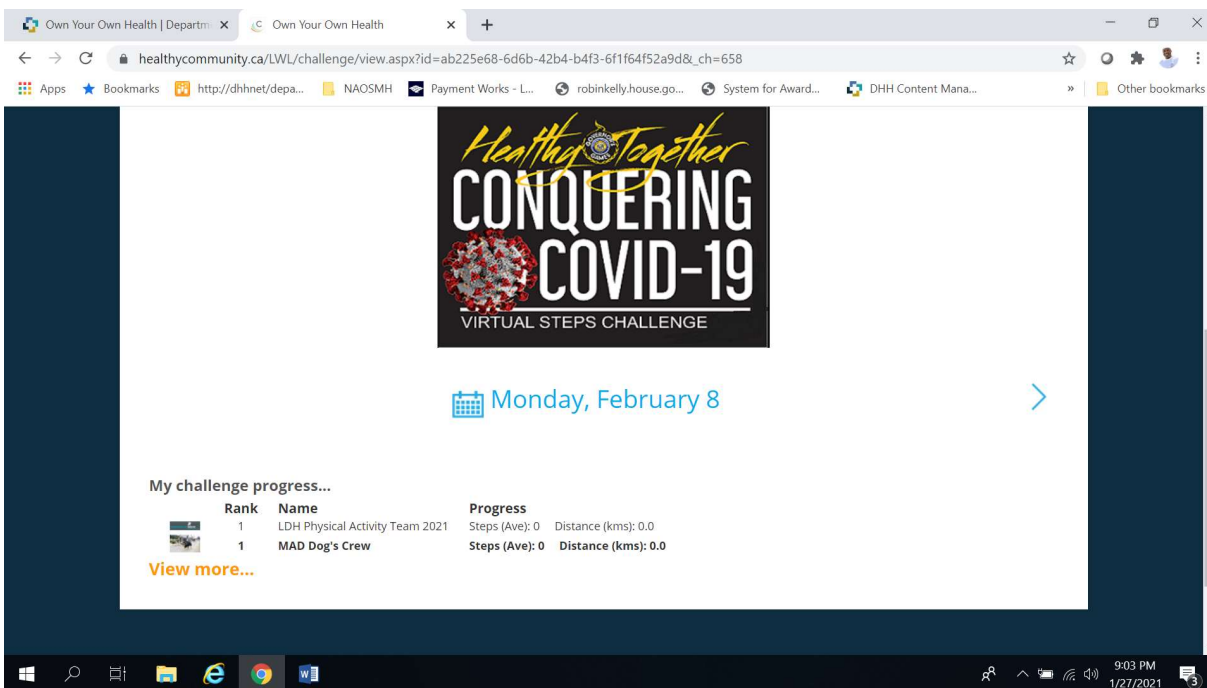 Own Your Own Health | Departm
Own Your Own Health
healthycommunity.ca/LWL/challenge/view.aspx?id=ab225e68-6d6b-42b4-b4f3-6f1f64f52a9d&_ch=658
Apps Bookmarks http://dhhnet/depa... NAOSMH Payment Works - L... robinkelly.house.go... System for Award... DHH Content Mana... » Other bookmarks
Healthy Together
GOVERNOR'S GAMES
CONQUERING
COVID-19
VIRTUAL STEPS CHALLENGE
Monday, February 8
My challenge progress...
Rank Name Progress
1 LDH Physical Activity Team 2021 Steps (Ave): 0 Distance (kms): 0.0
1 MAD Dog's Crew Steps (Ave): 0 Distance (kms): 0.0
View more...
9:03 PM
1/27/2021
3